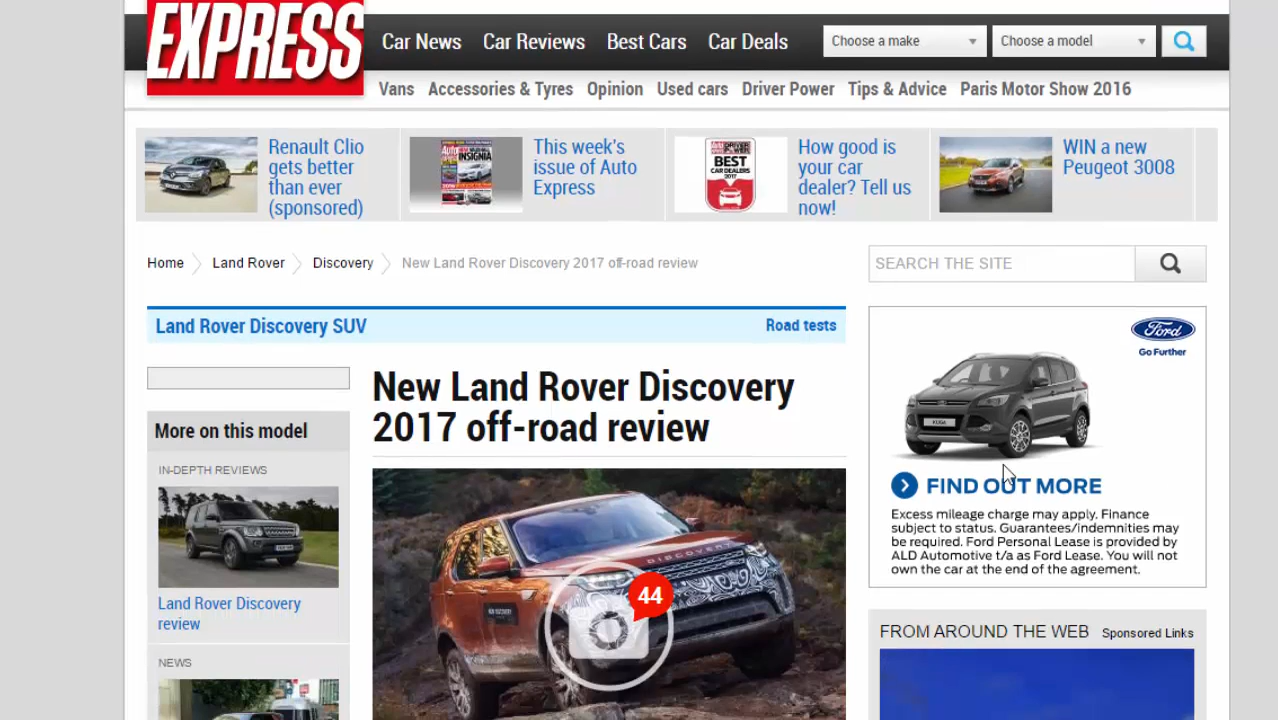 EXPRESS
Car News Car Reviews Best Cars Car Deals Choose a make Choose a model
Vans Accessories & Tyres Opinion Used cars Driver Power Tips & Advice Paris Motor Show 2016
Renault Clio
gets better
than ever
(sponsored)
INSIGNIA
This week's
issue of Auto
Express
BEST
CAR DEALERS
2017
How good is
your car
dealer? Tell us
now!
WIN a new
Peugeot 3008
Home Land Rover Discovery New Land Rover Discovery 2017 off-road review
SEARCH THE SITE
Land Rover Discovery SUV Road tests
Ford
Go Further
New Land Rover Discovery
2017 off-road review
More on this model
IN-DEPTH REVIEWS
Land Rover Discovery
review
NEWS
DISCOVERY
44
KUGA
FIND OUT MORE
Excess mileage charge may apply. Finance
subject to status. Guarantees/indemnities may
be required. Ford Personal Lease is provided by
ALD Automotive t/a as Ford Lease. You will not
own the car at the end of the agreement.
FROM AROUND THE WEB Sponsored Links